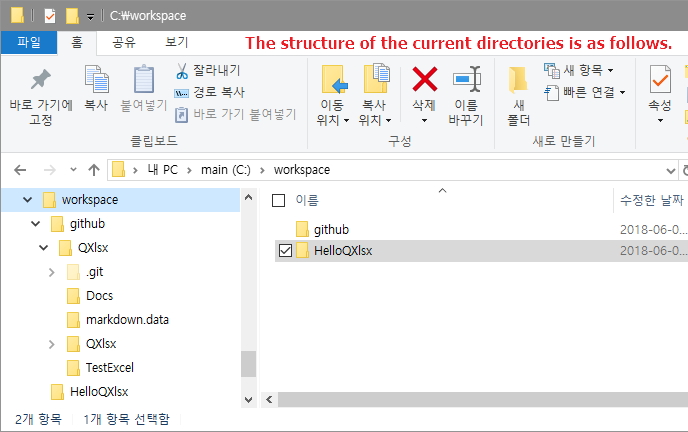 C:\workspace
파일 홈 공유 보기
The structure of the current directories is as follows.
바로 가기에
고정
복사
붙여넣기
잘라내기
경로 복사
바로 가기 붙여넣기
클립보드
이동
위치
복사
위치
삭제
이름
바꾸기
구성
새
폴더
새 항목
빠른 연결
새로 만들기
속성
내 PC > main (C:) > workspace
workspace
github
QXlsx
.git
Docs
markdown.data
QXlsx
TestExcel
HelloQXlsx
이름 수정한 날짜
github 2018-06-0...
HelloQXlsx 2018-06-0...
2개 항목 1개 항목 선택함